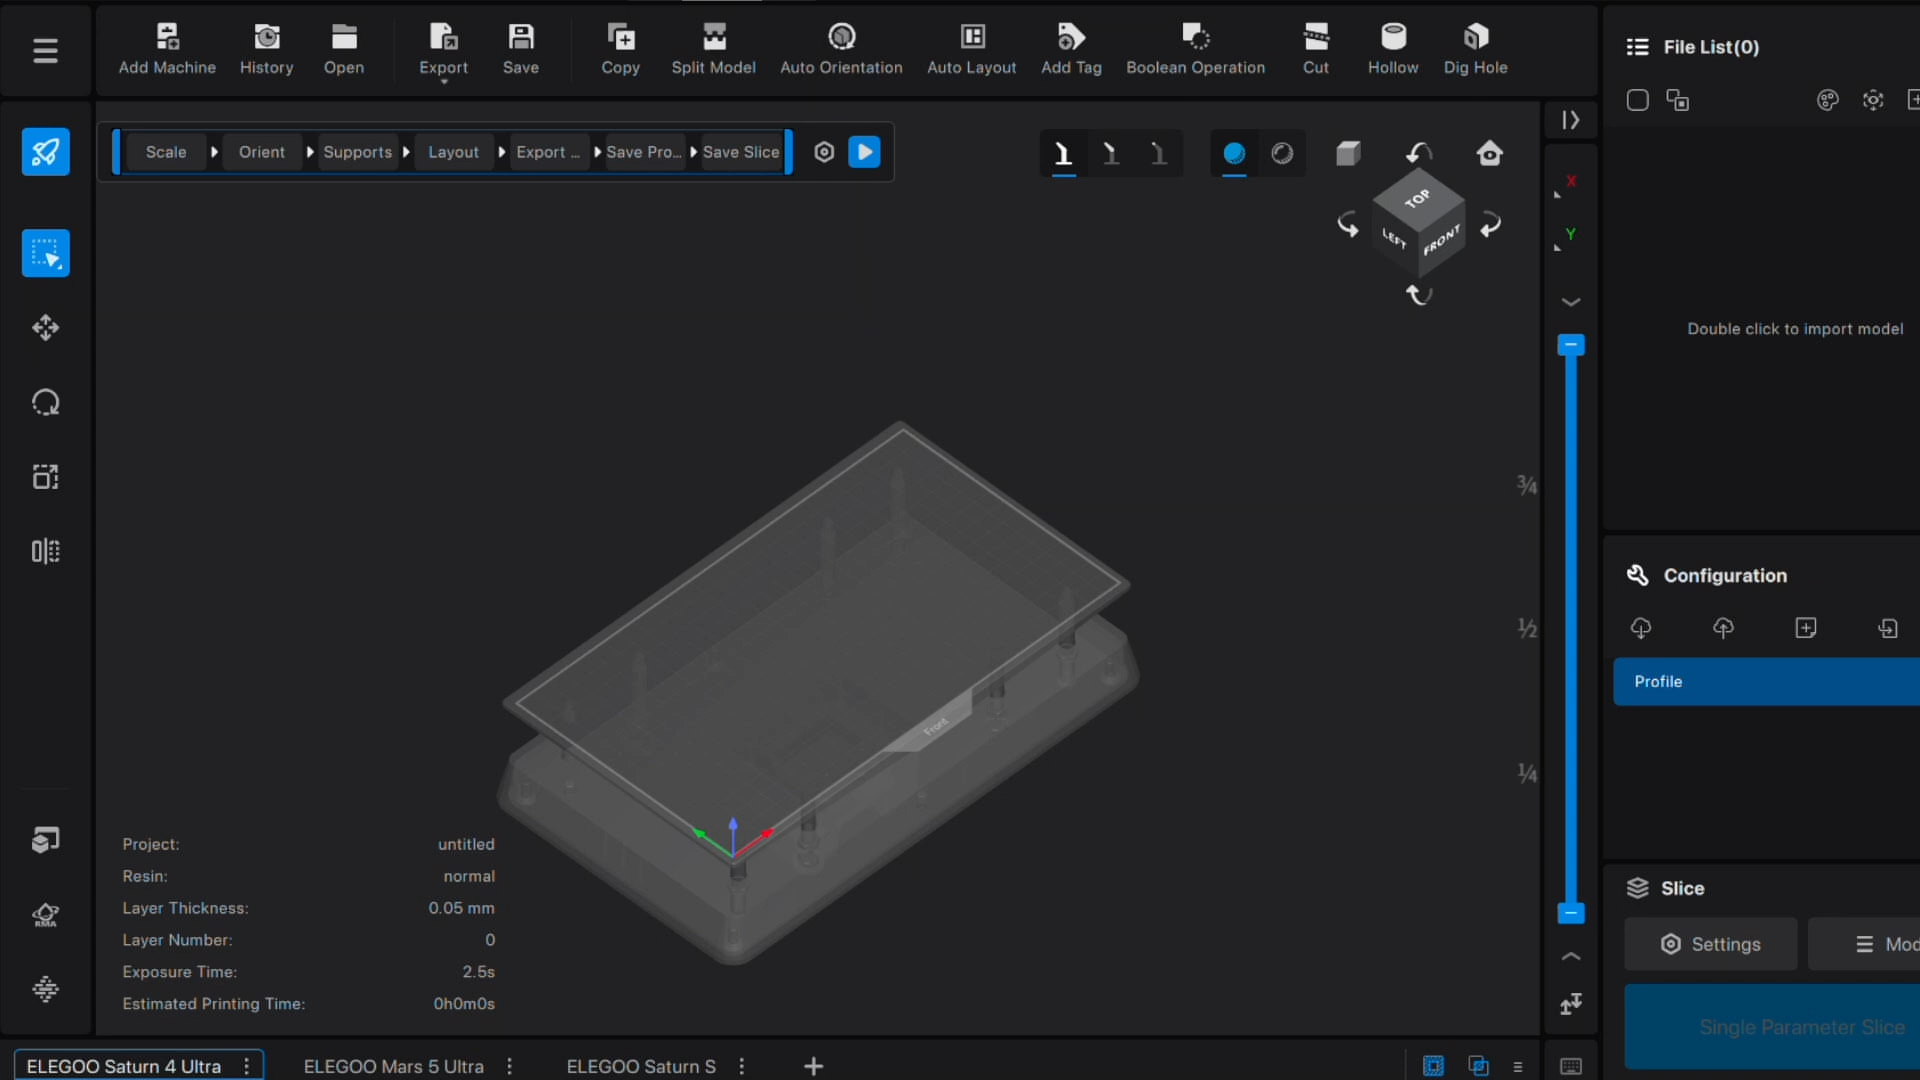 Add Machine
History
Open
Export
Save
Copy
Split Model
Auto Orientation
Auto Layout
Add Tag
Boolean Operation
Cut
Hollow
Dig Hole
File List(0)
Scale
Orient
Supports
Layout
Export ...
Save Pro...
Save Slice
TOP
LEFT
FRONT
X
Y
Double click to import model
¾
½
¼
Front
Configuration
Profile
Project: untitled
Resin: normal
Layer Thickness: 0.05 mm
Layer Number: 0
Exposure Time: 2.5s
Estimated Printing Time: 0h0m0s
RMA
Slice
Settings
Mod
Single Parameter Slice
ELEGOO Saturn 4 Ultra
ELEGOO Mars 5 Ultra
ELEGOO Saturn S